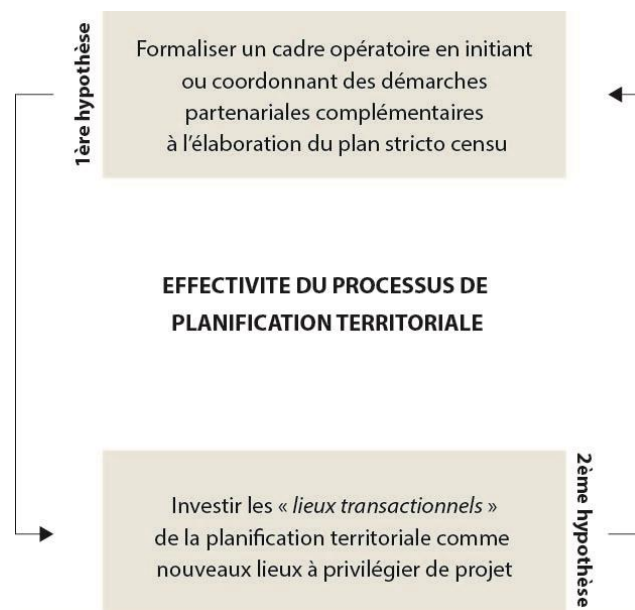 1ère hypothèse
Formaliser un cadre opératoire en initiant
ou coordonnant des démarches
partenariales complémentaires
à l'élaboration du plan stricto censu
EFFECTIVITE DU PROCESSUS DE
PLANIFICATION TERRITORIALE
Investir les « lieux transactionnels »
de la planification territoriale comme
nouveaux lieux à privilégier de projet
2ème hypothèse